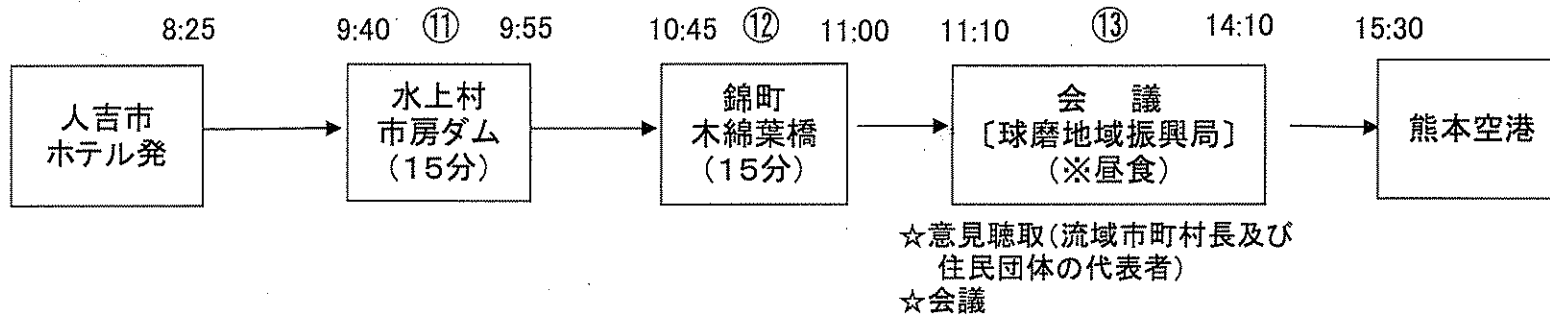 8:25 9:40 ⑪ 9:55 10:45 ⑫ 11:00 11:10 ⑬ 14:10 15:30
人吉市
ホテル発
水上村
市房ダム
(15分)
錦町
木綿葉橋
(15分)
会 議
〔球磨地域振興局〕
(※昼食)
熊本空港
☆意見聴取(流域市町村長及び
住民団体の代表者)
☆会議